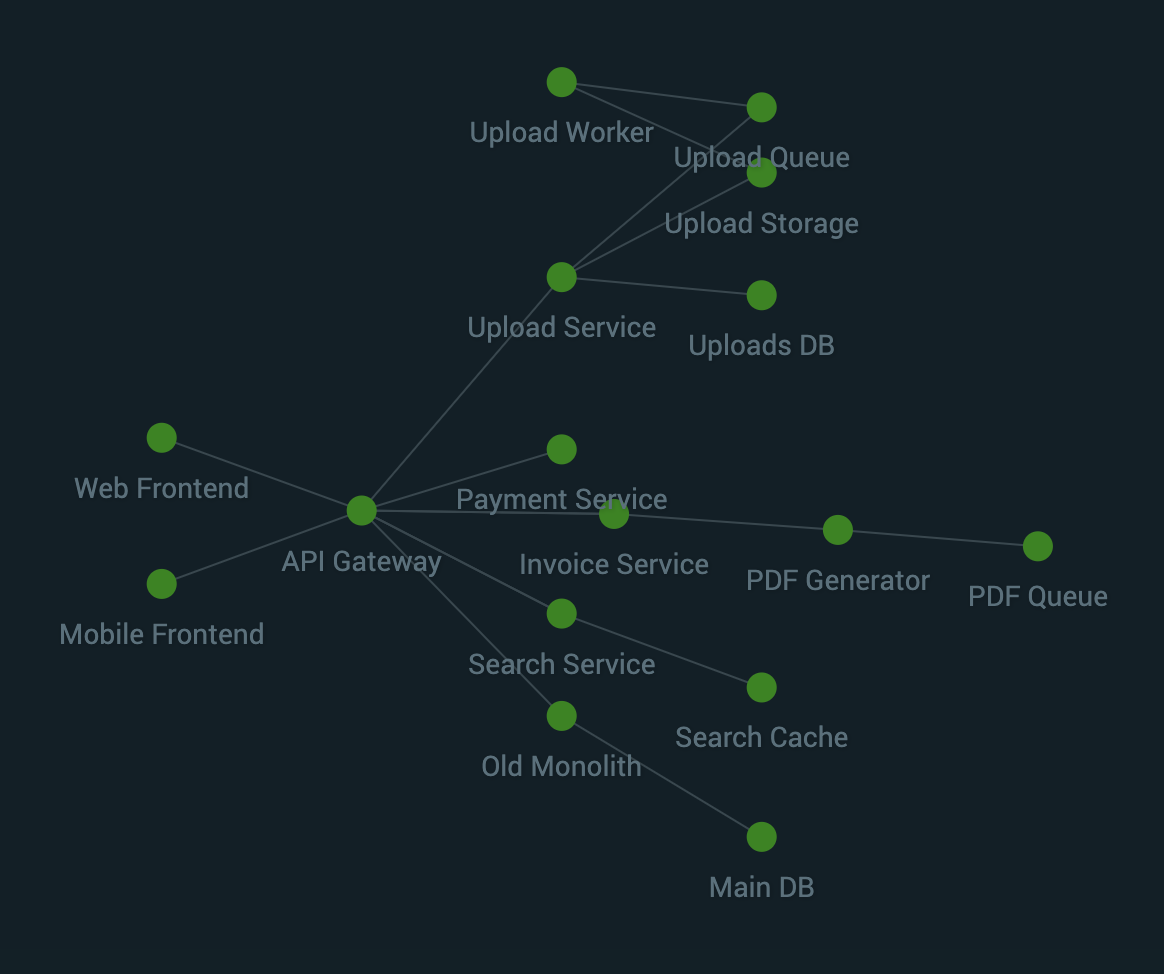 Upload Worker
Upload Queue
Upload Storage
Upload Service
Uploads DB
Web Frontend
Payment Service
API Gateway
Invoice Service
PDF Generator
PDF Queue
Mobile Frontend
Search Service
Search Cache
Old Monolith
Main DB